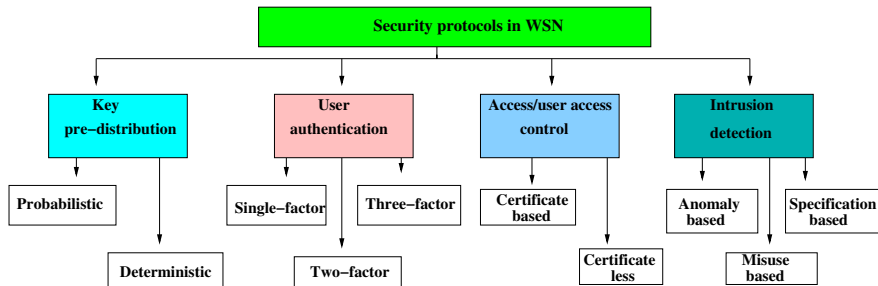 Security protocols in WSN
Key
pre-distribution
User
authentication
Access/user access
control
Intrusion
detection
Probabilistic
Deterministic
Single-factor
Two-factor
Three-factor
Certificate
based
Certificate
less
Anomaly
based
Misuse
based
Specification
based